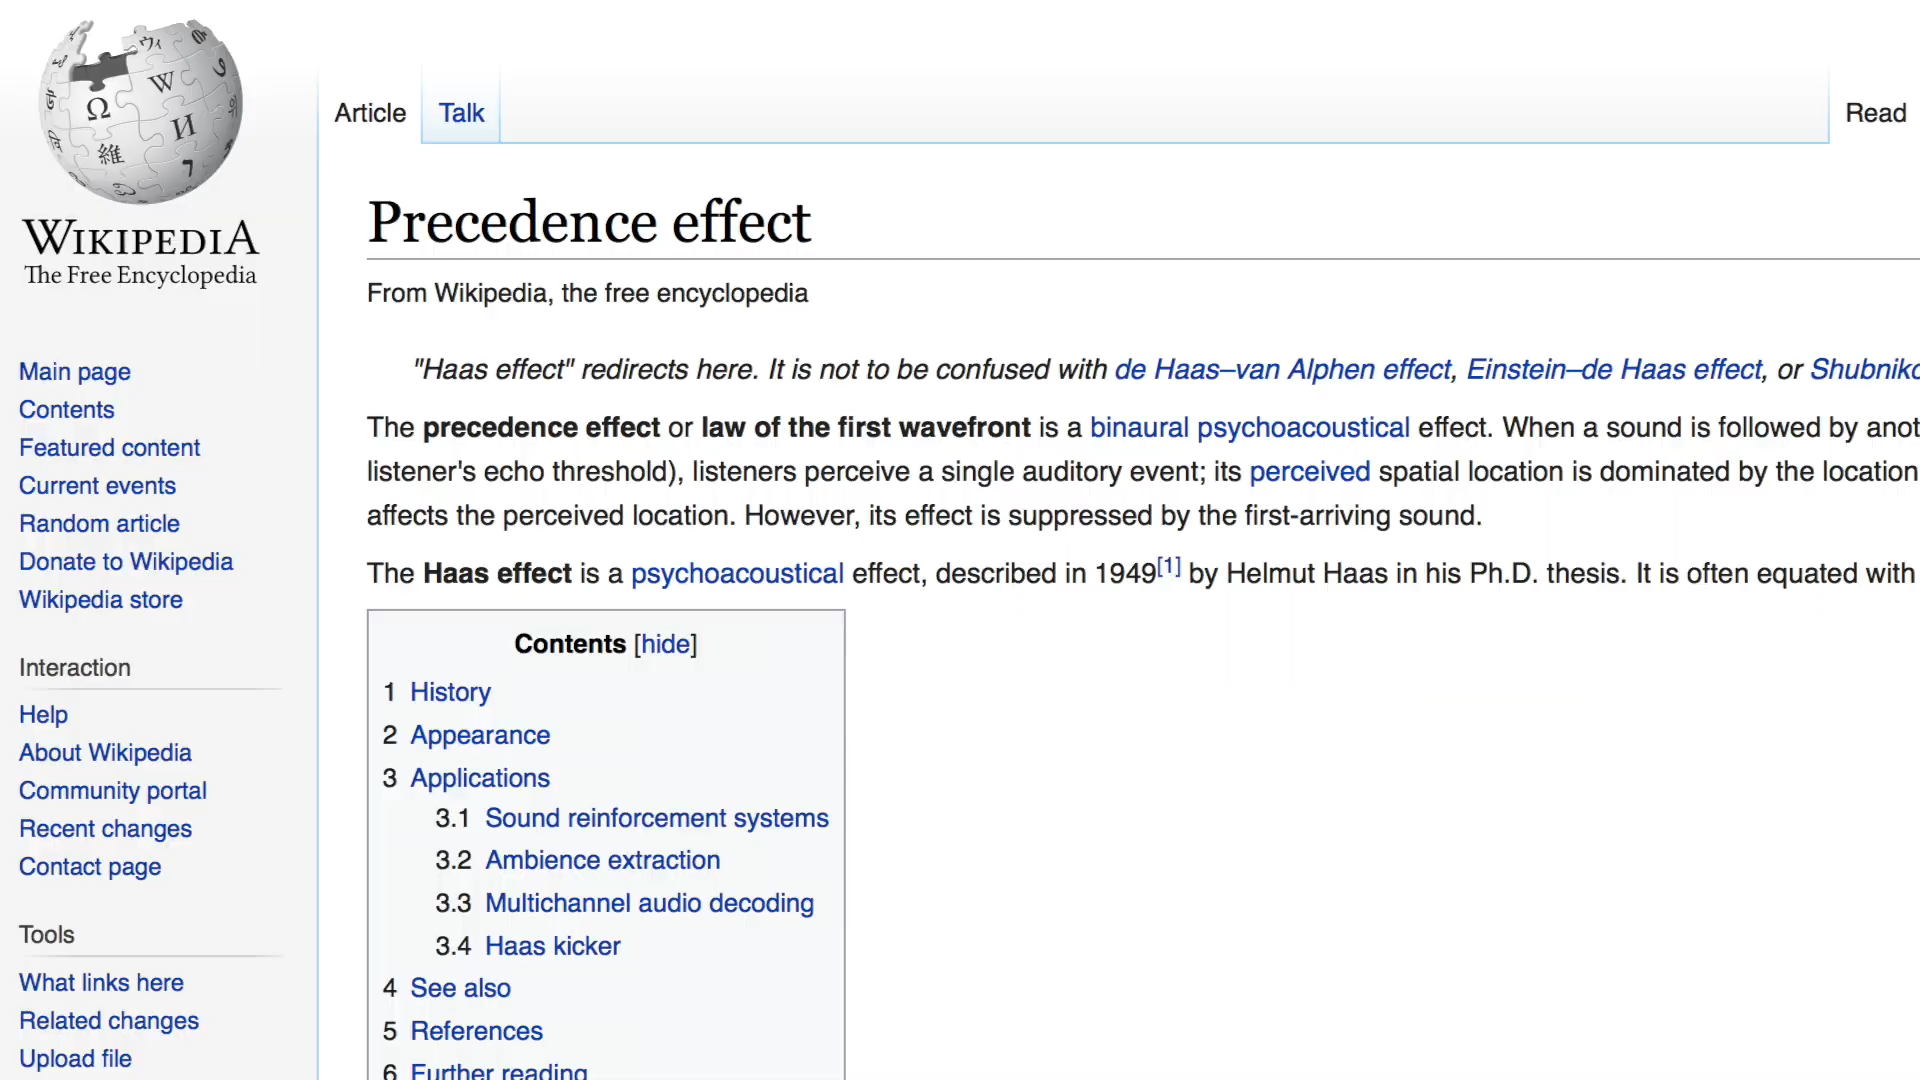 Article
Talk
Read
WIKIPEDIA
The Free Encyclopedia
Main page
Contents
Featured content
Current events
Random article
Donate to Wikipedia
Wikipedia store
Interaction
Help
About Wikipedia
Community portal
Recent changes
Contact page
Tools
What links here
Related changes
Upload file
Precedence effect
From Wikipedia, the free encyclopedia
"Haas effect" redirects here. It is not to be confused with de Haas–van Alphen effect, Einstein–de Haas effect, or
The precedence effect or law of the first wavefront is a binaural psychoacoustical effect. When a sound is followed by
listener's echo threshold), listeners perceive a single auditory event; its perceived spatial location is dominated by the location
affects the perceived location. However, its effect is suppressed by the first-arriving sound.
The Haas effect is a psychoacoustical effect, described in 1949[1] by Helmut Haas in his Ph.D. thesis. It is often equated with
Contents [hide]
1 History
2 Appearance
3 Applications
3.1 Sound reinforcement systems
3.2 Ambience extraction
3.3 Multichannel audio decoding
3.4 Haas kicker
4 See also
5 References
6 Further reading